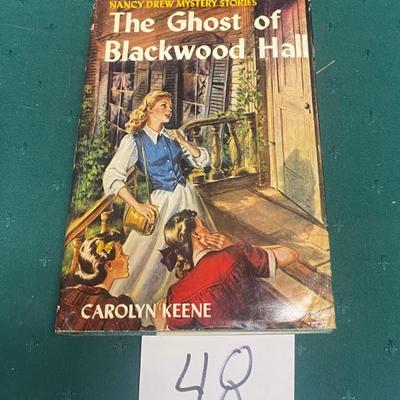 NANCY DREW MYSTERY STORIES
The Ghost of
Blackwood Hall
CAROLYN KEENE
48